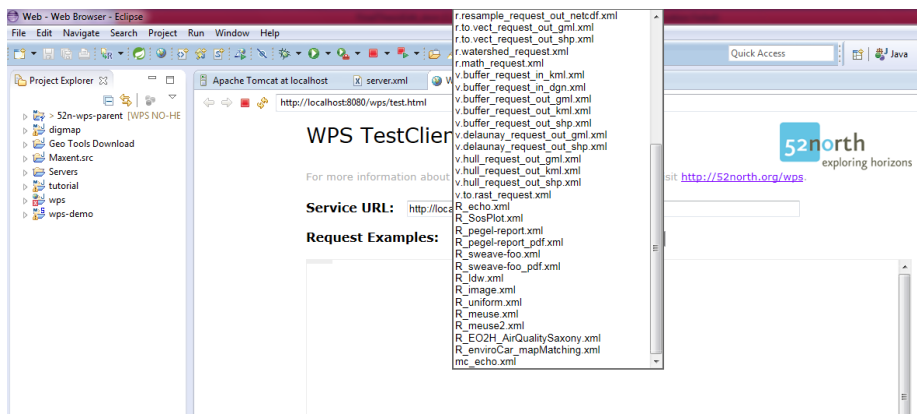 Web - Web Browser - Eclipse
File Edit Navigate Search Project Run Window Help
Quick Access
Java
Project Explorer
> 52n-wps-parent [WPS NO-HE
digmap
Geo Tools Download
Maxent.src
Servers
tutorial
wps
wps-demo
Apache Tomcat at localhost
server.xml
W
http://localhost:8080/wps/test.html
WPS TestClien
52north
exploring horizons
For more information about
sit http://52north.org/wps.
Service URL: http://loca
Request Examples:
r.resample_request_out_netcdf.xml
r.to.vect_request_out_gml.xml
r.to.vect_request_out_shp.xml
r.watershed_request.xml
r.math_request.xml
v.buffer_request_in_kml.xml
v.buffer_request_in_dgn.xml
v.buffer_request_out_gml.xml
v.buffer_request_out_kml.xml
v.buffer_request_out_shp.xml
v.delaunay_request_out_gml.xml
v.delaunay_request_out_shp.xml
v.hull_request_out_gml.xml
v.hull_request_out_kml.xml
v.hull_request_out_shp.xml
v.to.rast_request.xml
R_echo.xml
R_SosPlot.xml
R_pegel-report.xml
R_pegel-report_pdf.xml
R_sweave-foo.xml
R_sweave-foo_pdf.xml
R_ldw.xml
R_image.xml
R_uniform.xml
R_meuse.xml
R_meuse2.xml
R_EO2H_AirQualitySaxony.xml
R_enviroCar_mapMatching.xml
mc_echo.xml